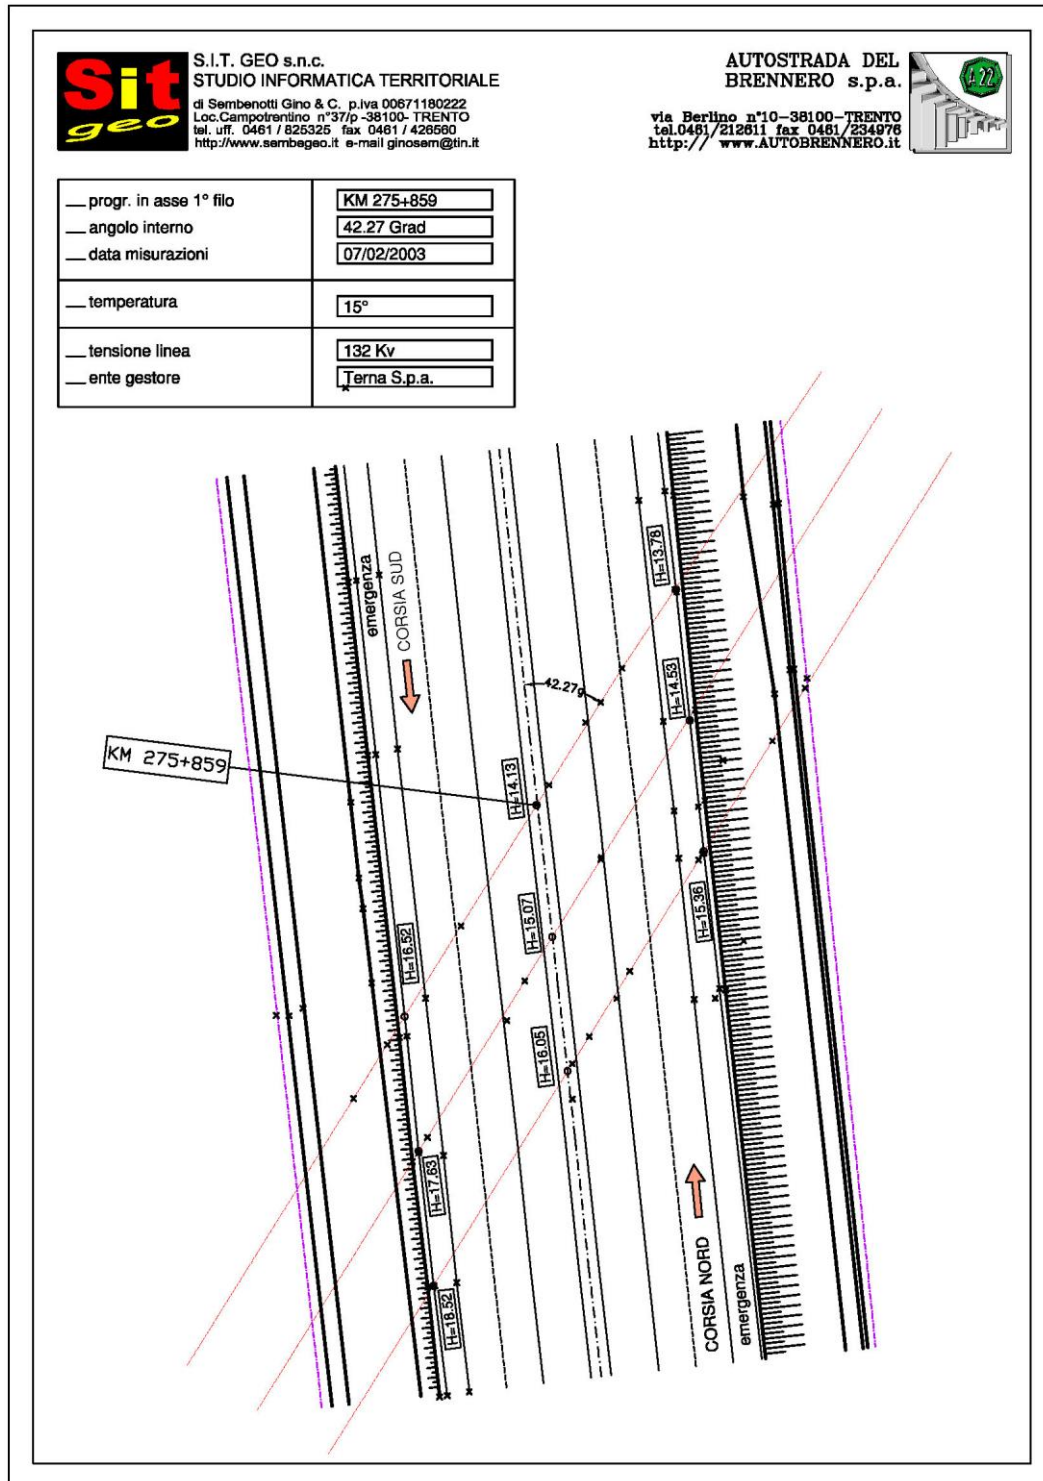 Sit
geo
S.I.T. GEO s.n.c.
STUDIO INFORMATICA TERRITORIALE
di Sembenotti Gino & C. p.iva 00671180222
Loc.Campotrentino n°37/p -38100- TRENTO
tel. uff. 0461 / 825325 fax 0461 / 426560
http://www.sembegeo.it e-mail ginosem@tin.it
AUTOSTRADA DEL
BRENNERO s.p.a.
via Berlino n°10-38100-TRENTO
tel.0461/212611 fax 0461/234976
http:// www.AUTOBRENNERO.it
A 22
progr. in asse 1° filo KM 275+859
angolo interno 42.27 Grad
data misurazioni 07/02/2003
temperatura 15°
tensione linea 132 Kv
ente gestore Terna S.p.a.
emergenza
CORSIA SUD
H=13.78
H=14.53
42.27g
KM 275+859
H=14.13
H=15.07
H=15.36
H=16.52
H=16.05
H=17.63
H=18.52
CORSIA NORD
emergenza